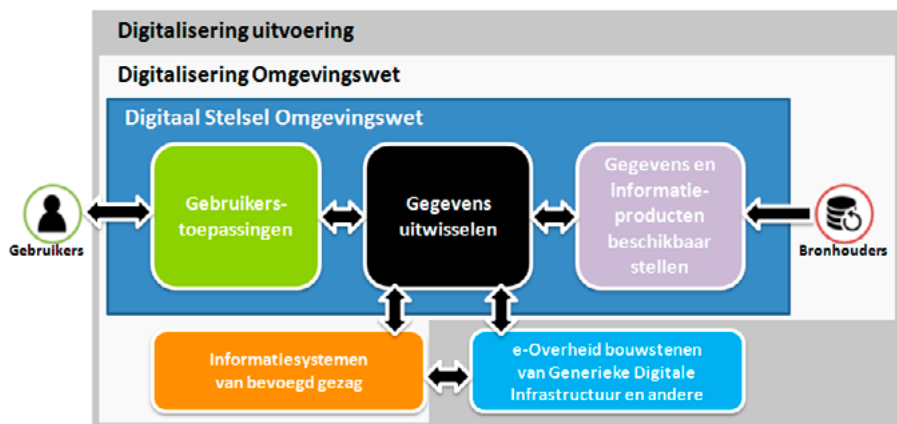 Digitalisering uitvoering
Digitalisering Omgevingswet
Digitaal Stelsel Omgevingswet
Gebruikers-
toepassingen
Gegevens
uitwisselen
Gegevens en
informatie-
producten
beschikbaar
stellen
Gebruikers
Bronhouders
Informatiesystemen
van bevoegd gezag
e-Overheid bouwstenen
van Generieke Digitale
Infrastructuur en andere